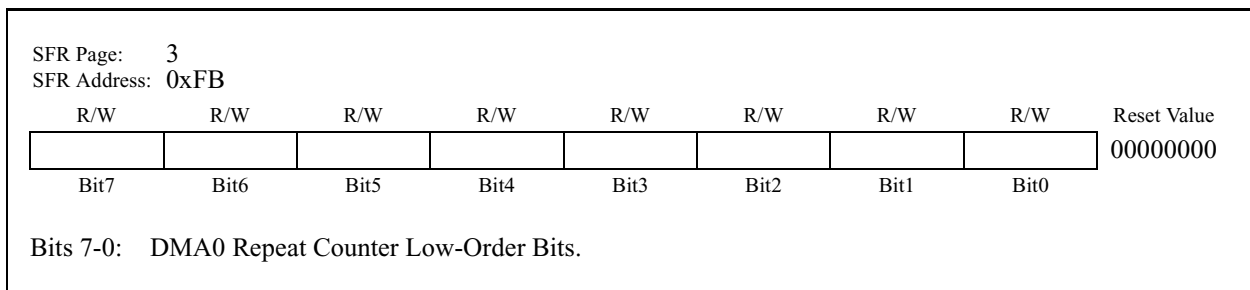 SFR Page: 3
SFR Address: 0xFB
R/W R/W R/W R/W R/W R/W R/W R/W Reset Value
00000000
Bit7 Bit6 Bit5 Bit4 Bit3 Bit2 Bit1 Bit0
Bits 7-0: DMA0 Repeat Counter Low-Order Bits.